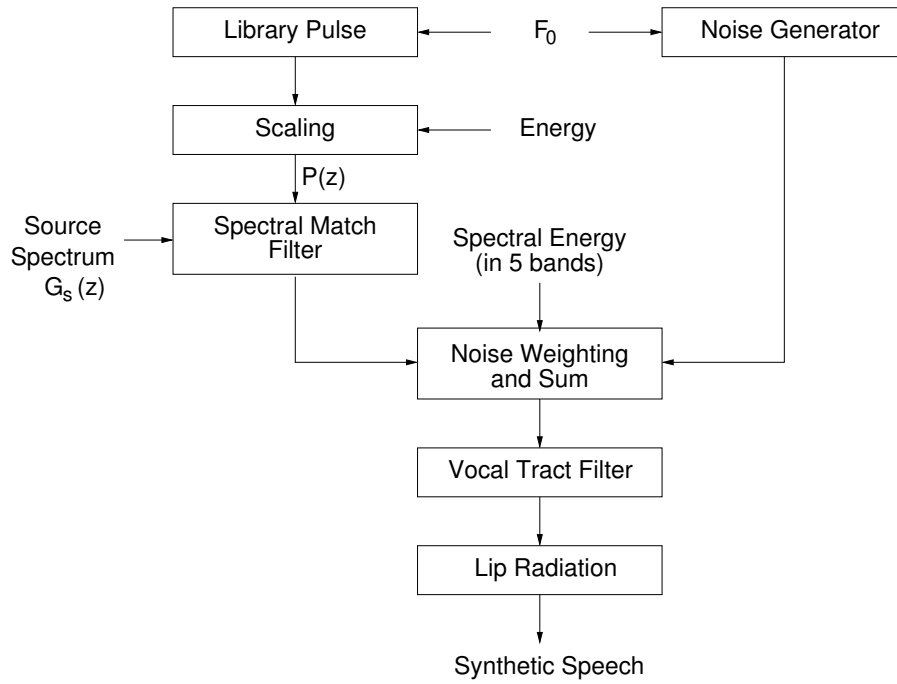 Library Pulse
F₀
Noise Generator
Scaling
Energy
P(z)
Source
Spectrum
Gₛ(z)
Spectral Match
Filter
Spectral Energy
(in 5 bands)
Noise Weighting
and Sum
Vocal Tract Filter
Lip Radiation
Synthetic Speech